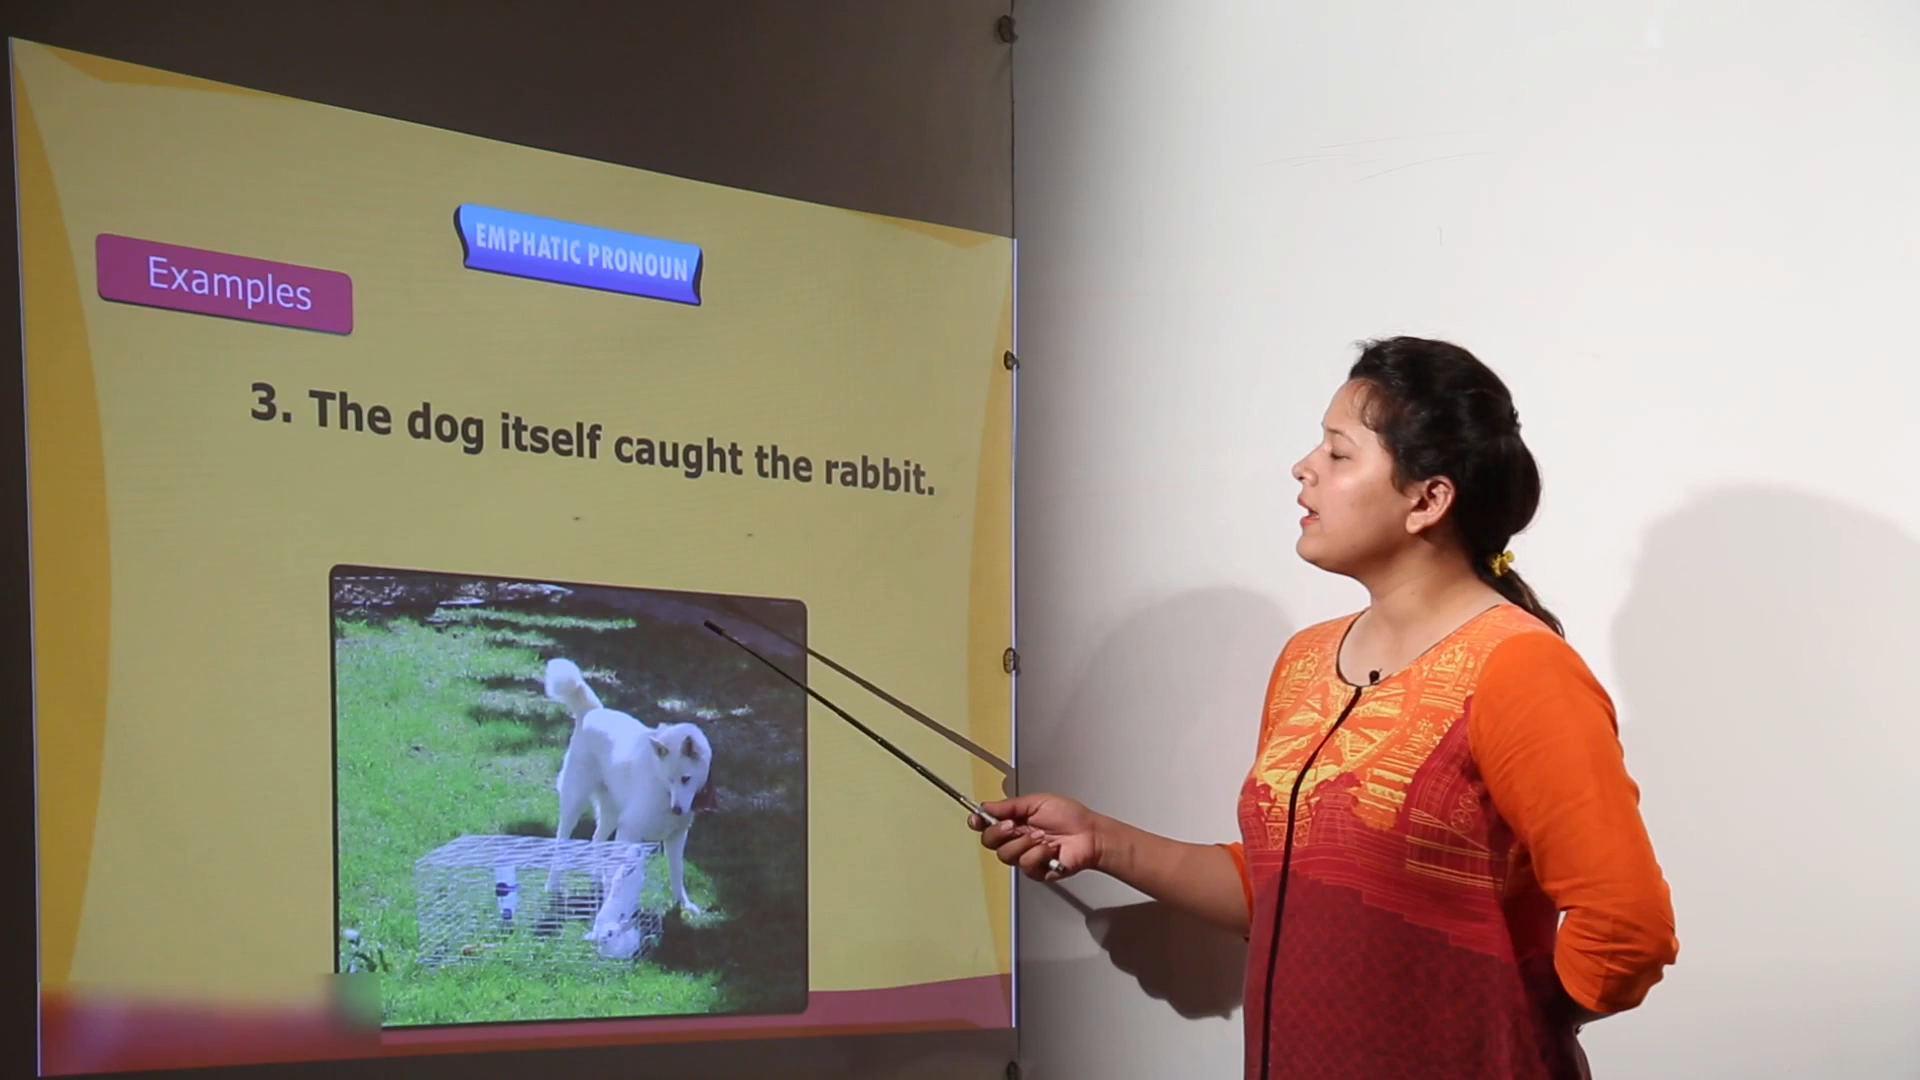 EMPHATIC PRONOUN
Examples
3. The dog itself caught the rabbit.